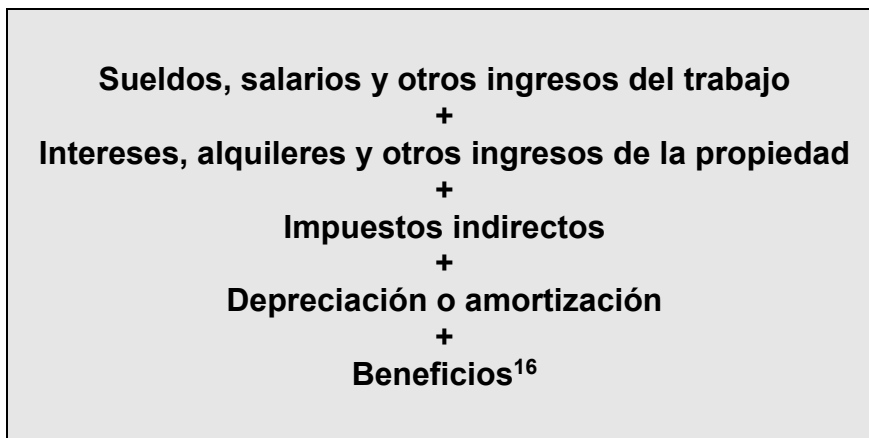 Sueldos, salarios y otros ingresos del trabajo
+
Intereses, alquileres y otros ingresos de la propiedad
+
Impuestos indirectos
+
Depreciación o amortización
+
Beneficios¹⁶